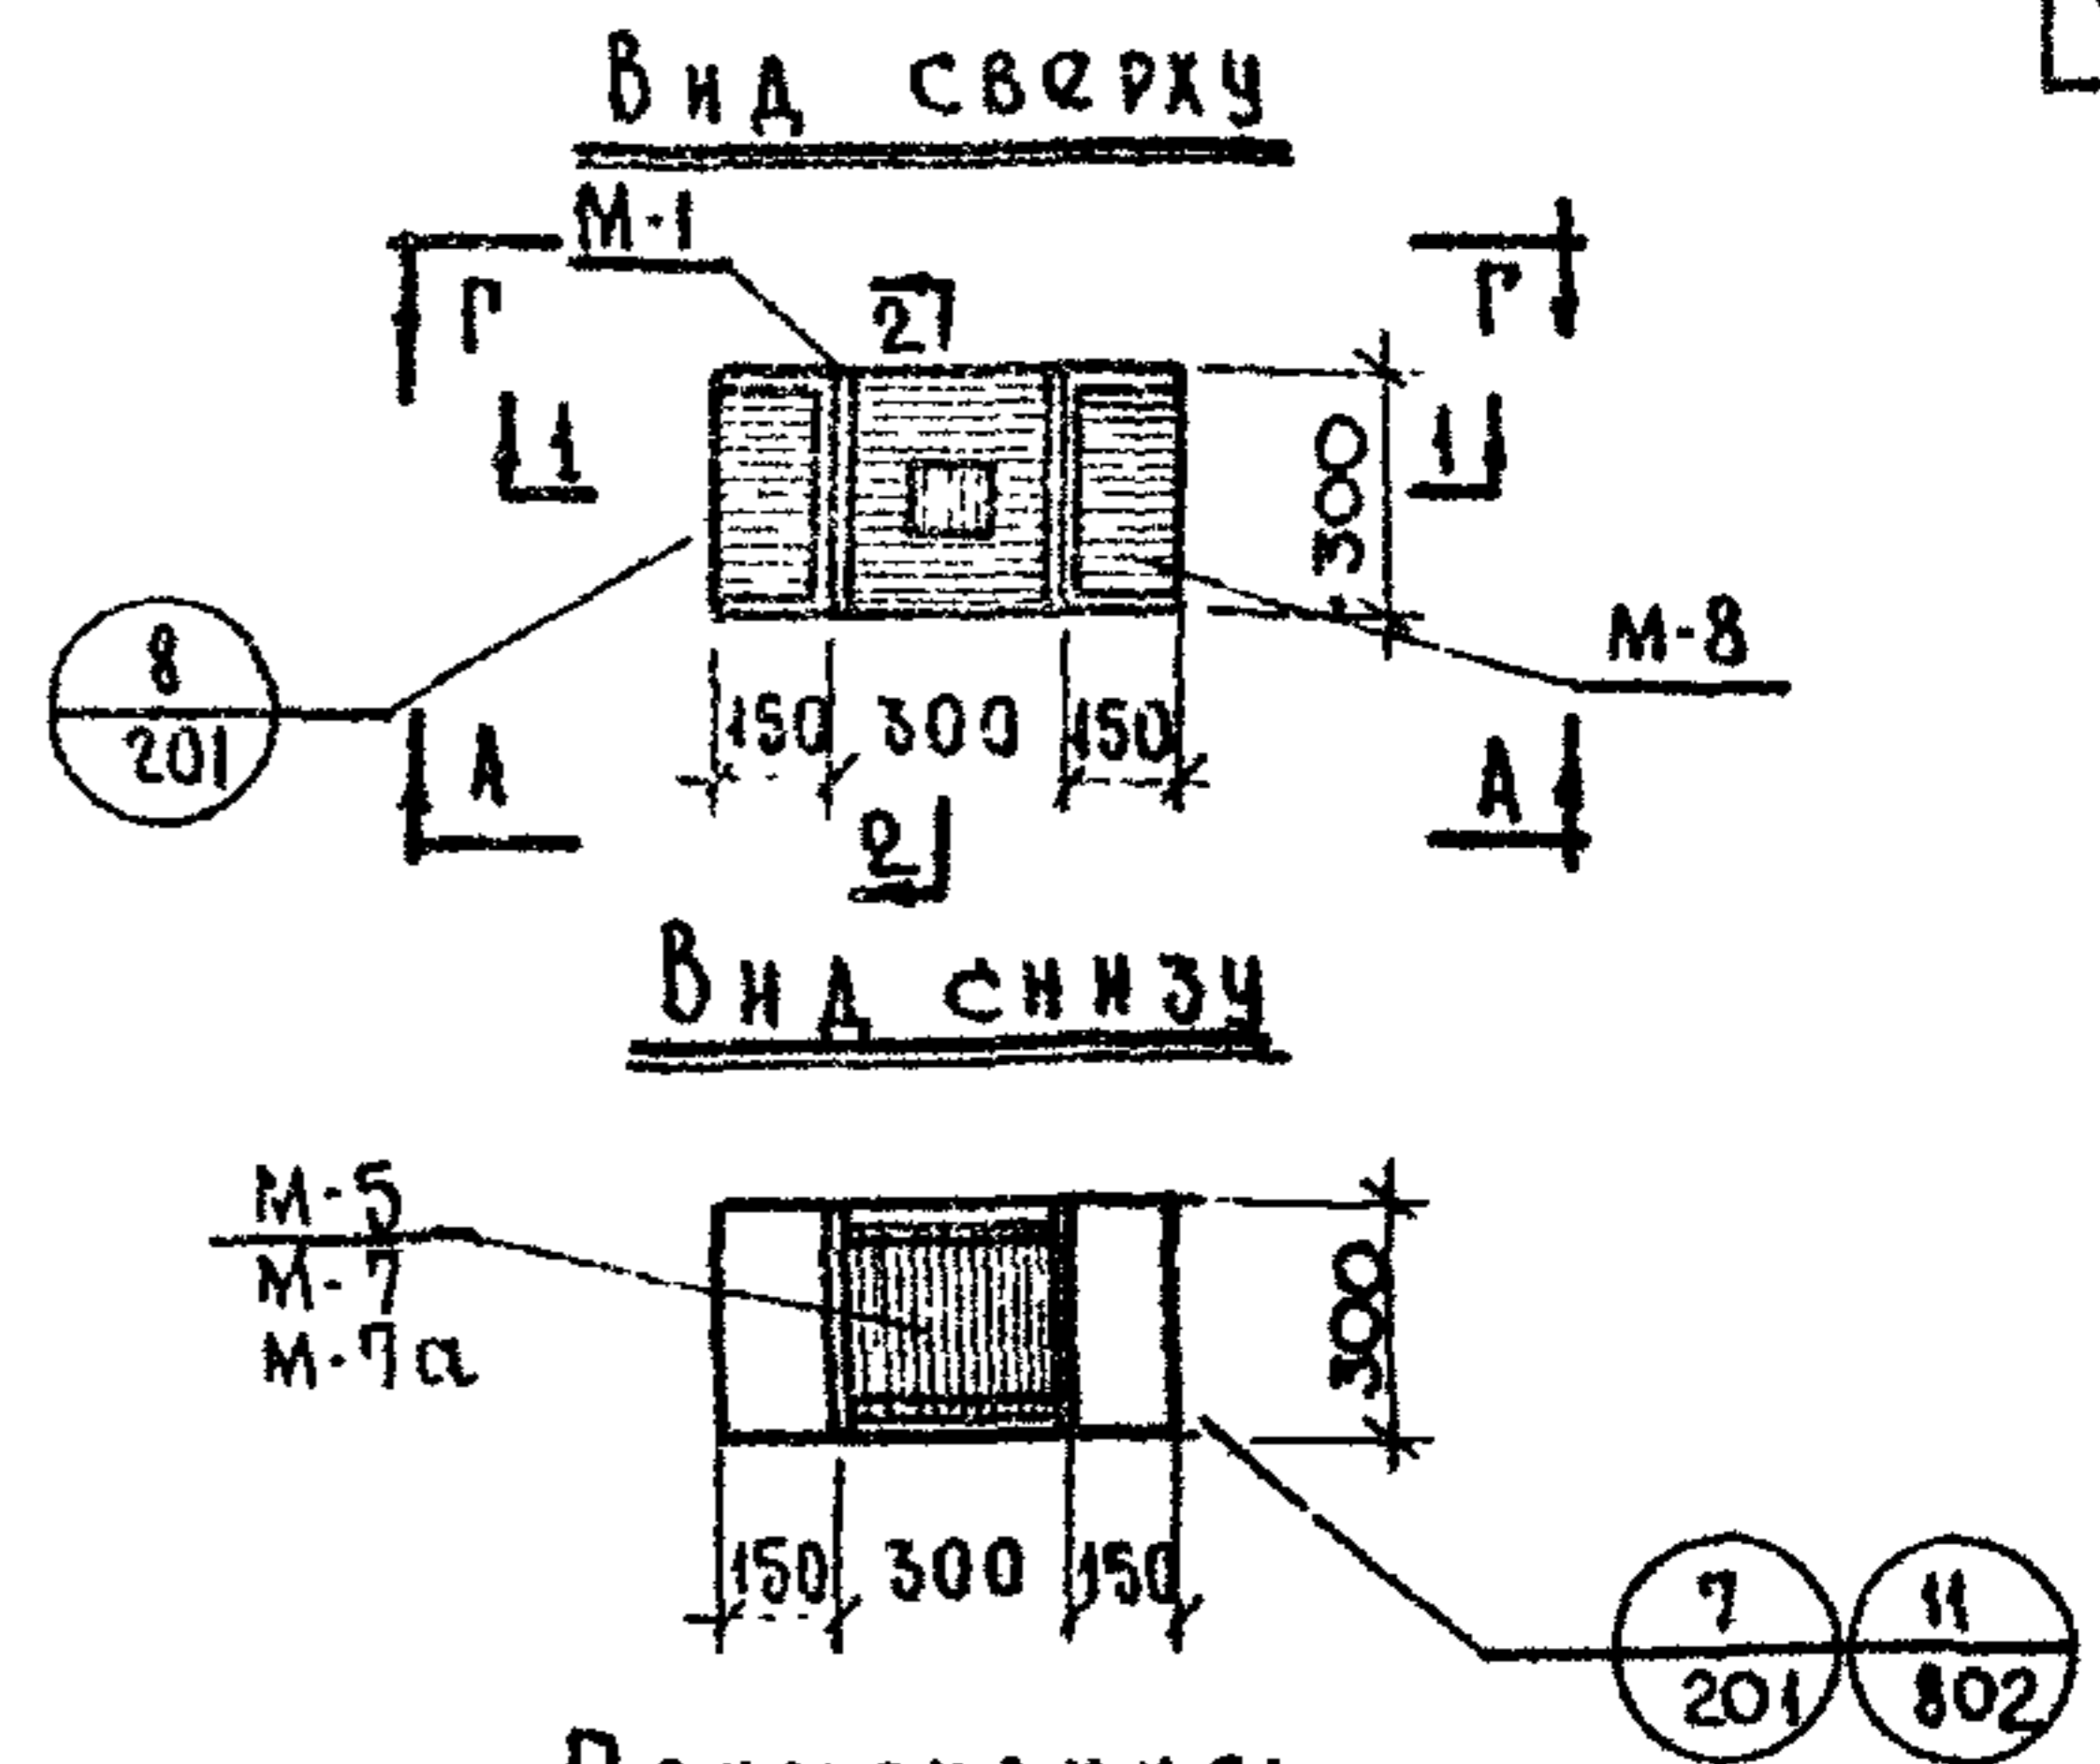 Вид сверху
М-1
Г Г
2
1 1
300
8
201
М-8
150 300 150
А А
2
Вид снизу
М-5
М-7
М-7а
300
150 300 150
7 11
201 802